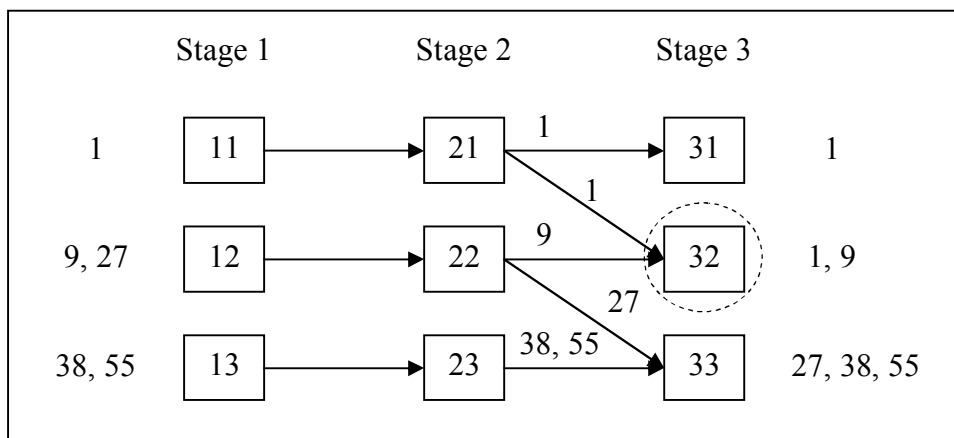 Stage 1 Stage 2 Stage 3
1 11 21 1 31 1
1
9, 27 12 22 9 32 1, 9
27
38, 55 13 23 38, 55 33 27, 38, 55